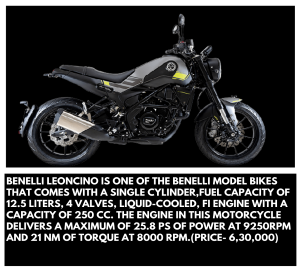 BENELLI LEONCINO IS ONE OF THE BENELLI MODEL BIKES
THAT COMES WITH A SINGLE CYLINDER,FUEL CAPACITY OF
12.5 LITERS, 4 VALVES, LIQUID-COOLED, FI ENGINE WITH A
CAPACITY OF 250 CC. THE ENGINE IN THIS MOTORCYCLE
DELIVERS A MAXIMUM OF 25.8 PS OF POWER AT 9250RPM
AND 21 NM OF TORQUE AT 8000 RPM.(PRICE- 6,30,000)